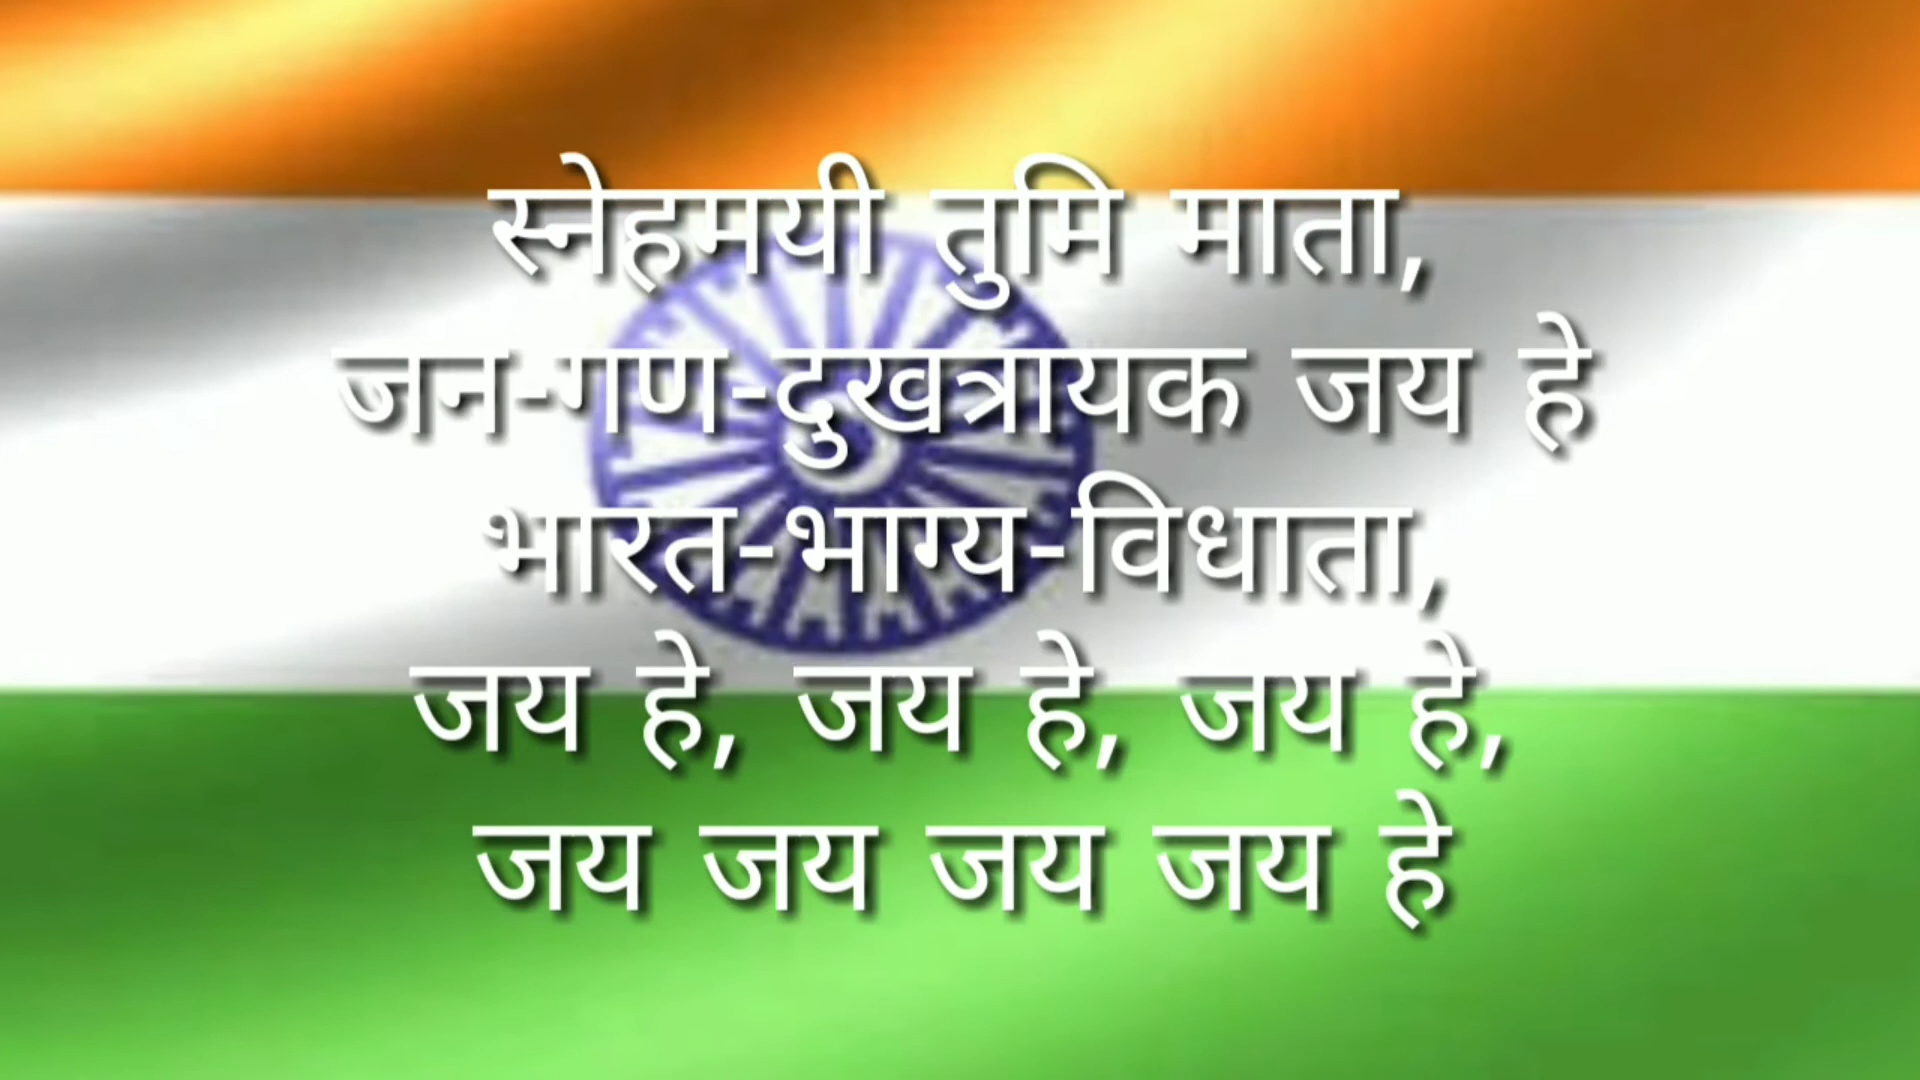 स्नेहमयी तुमि माता,
जन-गण-दुखत्रायक जय हे
भारत-भाग्य-विधाता,
जय हे, जय हे, जय हे,
जय जय जय जय हे